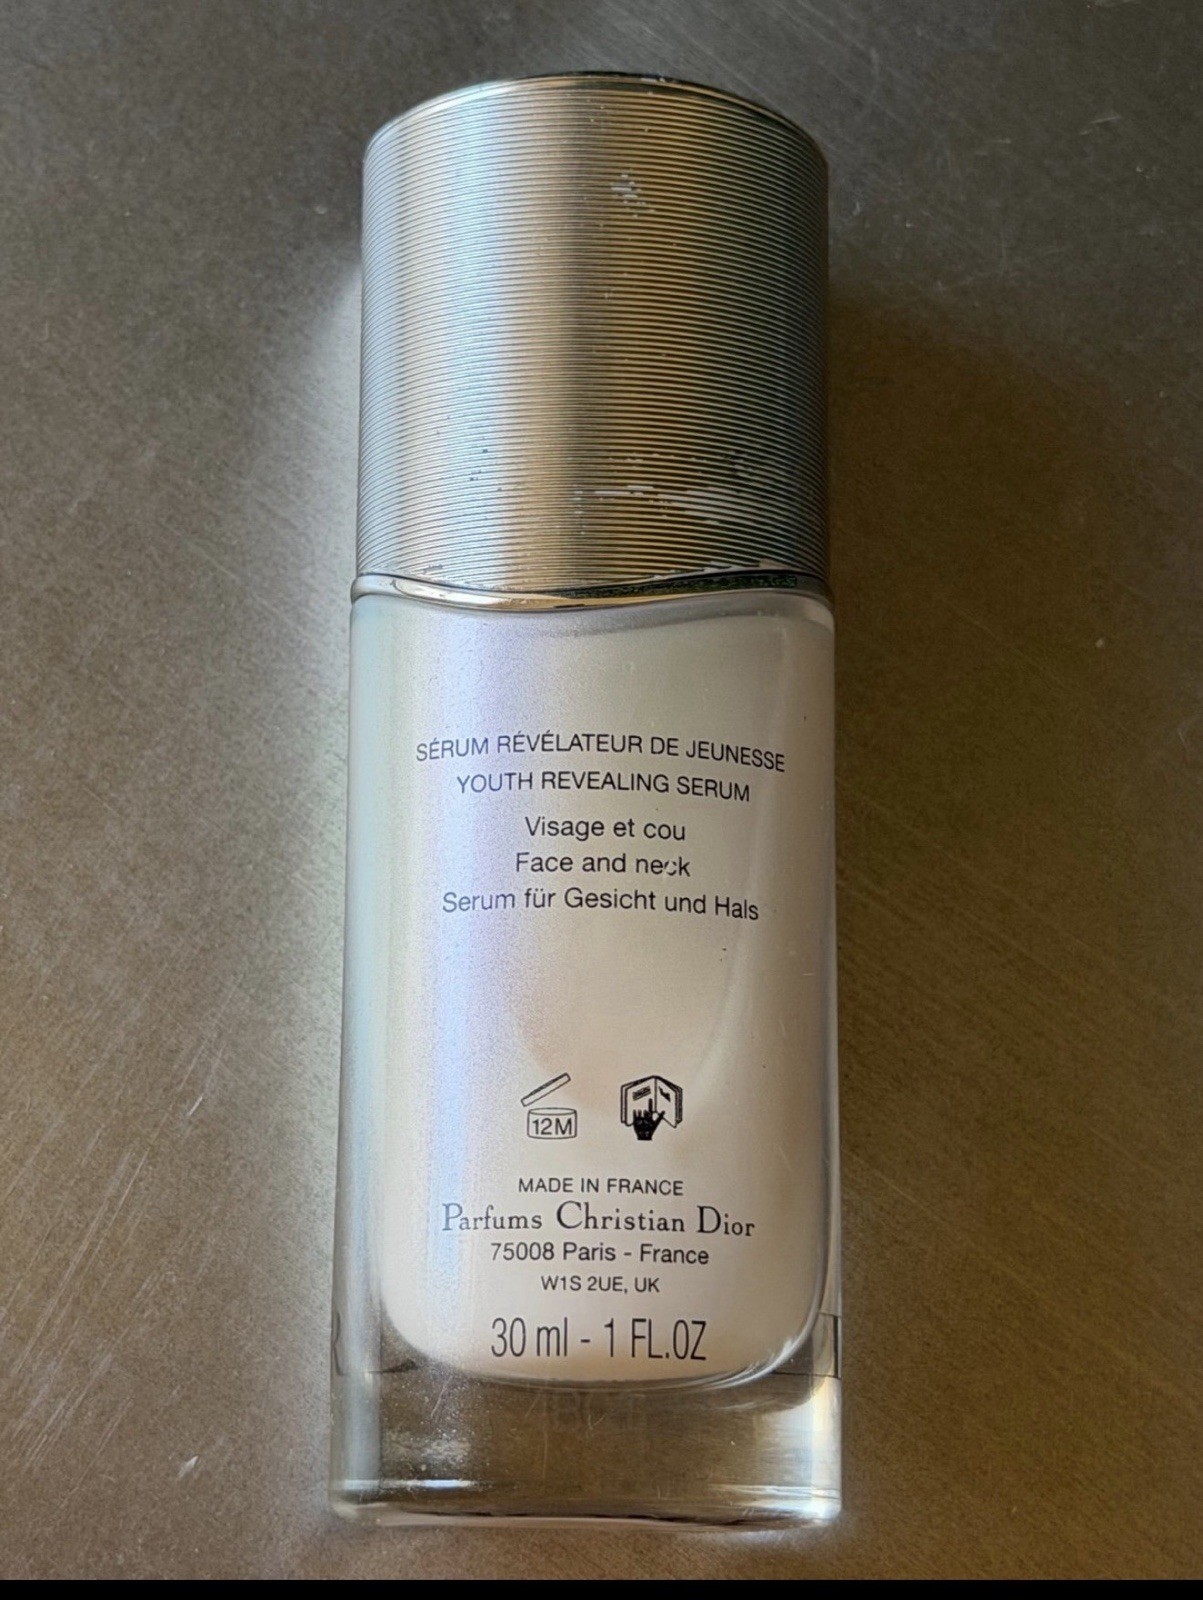 SÉRUM RÉVÉLATEUR DE JEUNESSE
YOUTH REVEALING SERUM
Visage et cou
Face and neck
Serum für Gesicht und Hals
12M
MADE IN FRANCE
Parfums Christian Dior
75008 Paris - France
W1S 2UE, UK
30 ml - 1 FL.OZ